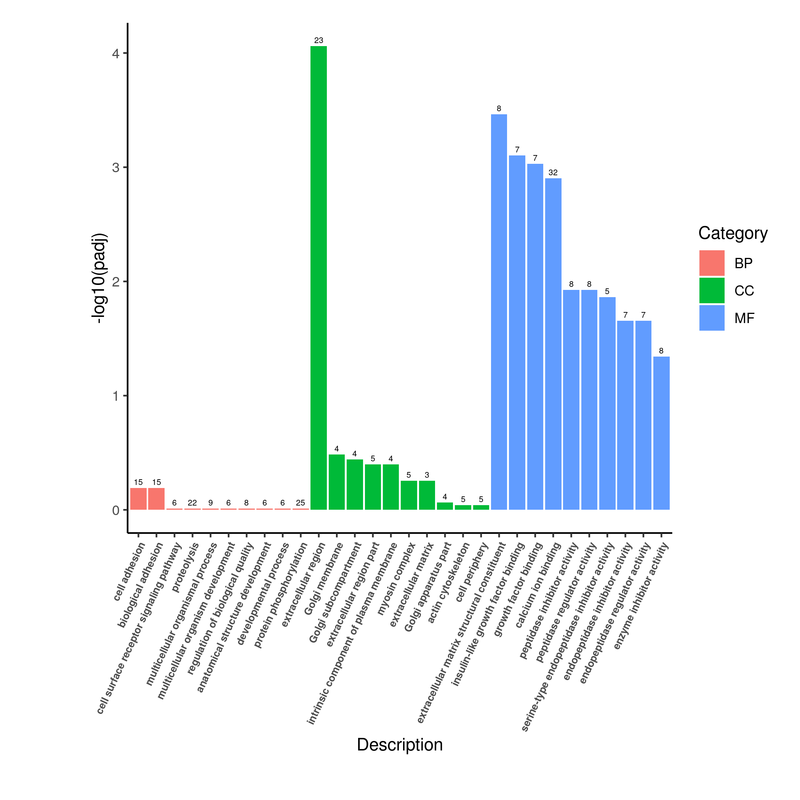 -log10(padj)
4
3
2
1
0
15
15
6
22
9
6
8
6
6
25
23
4
4
5
4
5
3
4
5
5
8
7
7
32
8
8
5
7
7
8
cell adhesion
biological adhesion
cell surface receptor signaling pathway
proteolysis
multicellular organismal process
multicellular organism development
regulation of biological quality
anatomical structure development
developmental process
protein phosphorylation
extracellular region
Golgi membrane
Golgi subcompartment
extracellular region part
intrinsic component of plasma membrane
myosin complex
extracellular matrix
Golgi apparatus part
actin cytoskeleton
cell periphery
extracellular matrix structural constituent
insulin-like growth factor binding
growth factor binding
calcium ion binding
peptidase inhibitor activity
peptidase regulator activity
serine-type endopeptidase inhibitor activity
endopeptidase inhibitor activity
endopeptidase regulator activity
enzyme inhibitor activity
Description
Category
BP
CC
MF